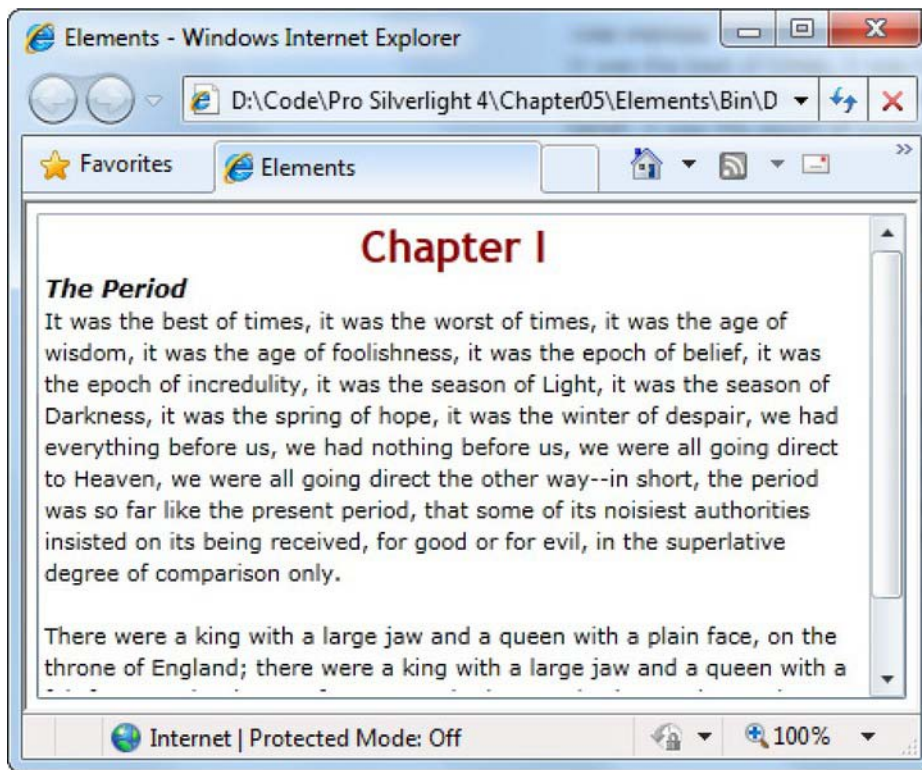 Elements - Windows Internet Explorer
D:\Code\Pro Silverlight 4\Chapter05\Elements\Bin\D
Favorites
Elements
Chapter I
The Period
It was the best of times, it was the worst of times, it was the age of
wisdom, it was the age of foolishness, it was the epoch of belief, it was
the epoch of incredulity, it was the season of Light, it was the season of
Darkness, it was the spring of hope, it was the winter of despair, we had
everything before us, we had nothing before us, we were all going direct
to Heaven, we were all going direct the other way--in short, the period
was so far like the present period, that some of its noisiest authorities
insisted on its being received, for good or for evil, in the superlative
degree of comparison only.
There were a king with a large jaw and a queen with a plain face, on the
throne of England; there were a king with a large jaw and a queen with a
Internet | Protected Mode: Off
100%